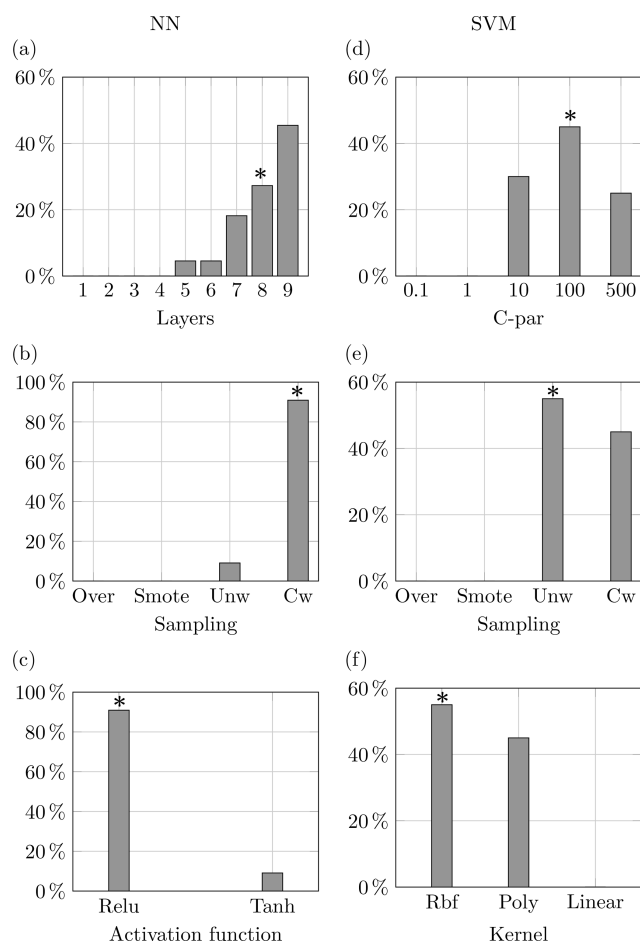 NN
SVM
(a)
60 %
40 %
20 %
0 %
1 2 3 4 5 6 7 8 9
Layers
*
(d)
60 %
40 %
20 %
0 %
0.1 1 10 100 500
C-par
*
(b)
100 %
80 %
60 %
40 %
20 %
0 %
Over Smote Unw Cw
Sampling
*
(e)
60 %
40 %
20 %
0 %
Over Smote Unw Cw
Sampling
*
(c)
100 %
80 %
60 %
40 %
20 %
0 %
Relu Tanh
Activation function
*
(f)
60 %
40 %
20 %
0 %
Rbf Poly Linear
Kernel
*